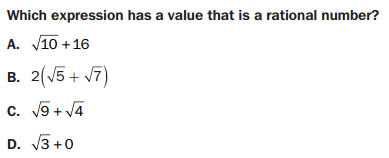 Which expression has a value that is a rational number?
A. √10 + 16
B. 2(√5 + √7)
C. √9 + √4
D. √3 + 0